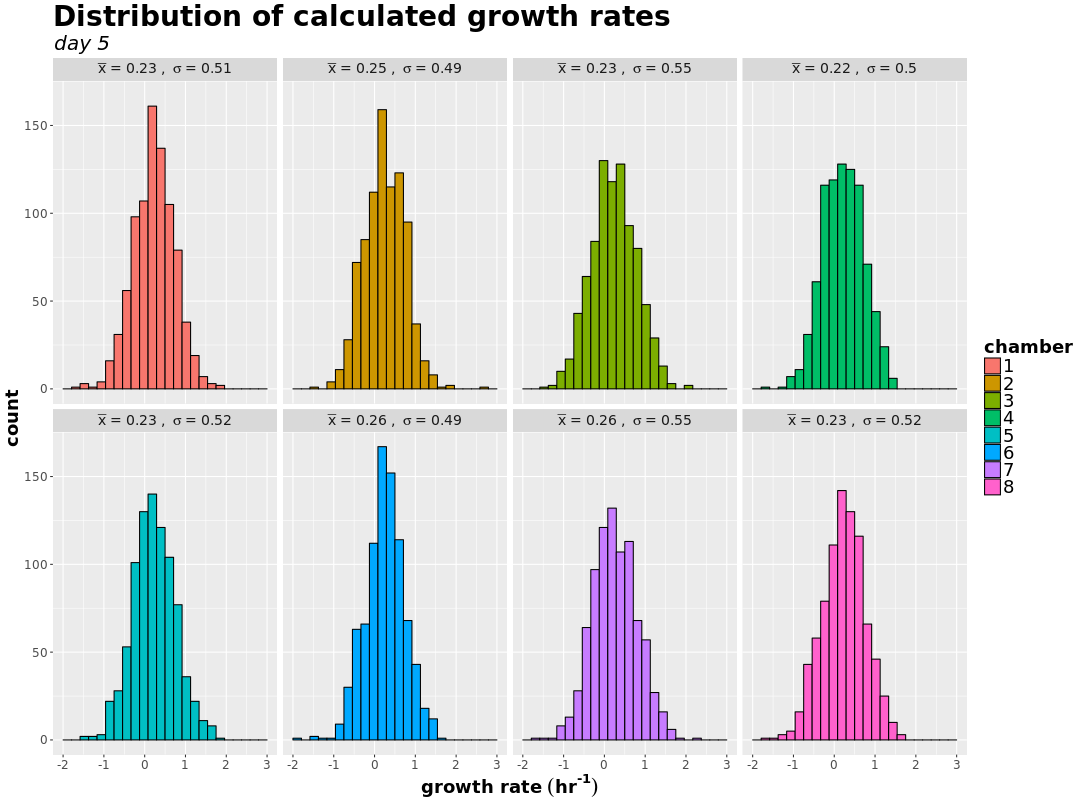 Distribution of calculated growth rates
day 5
x̅ = 0.23 , σ = 0.51
x̅ = 0.25 , σ = 0.49
x̅ = 0.23 , σ = 0.55
x̅ = 0.22 , σ = 0.5
150
100
50
0
x̅ = 0.23 , σ = 0.52
x̅ = 0.26 , σ = 0.49
x̅ = 0.26 , σ = 0.55
x̅ = 0.23 , σ = 0.52
150
100
50
0
-2 -1 0 1 2 3
-2 -1 0 1 2 3
-2 -1 0 1 2 3
-2 -1 0 1 2 3
count
growth rate (hr⁻¹)
chamber
1
2
3
4
5
6
7
8